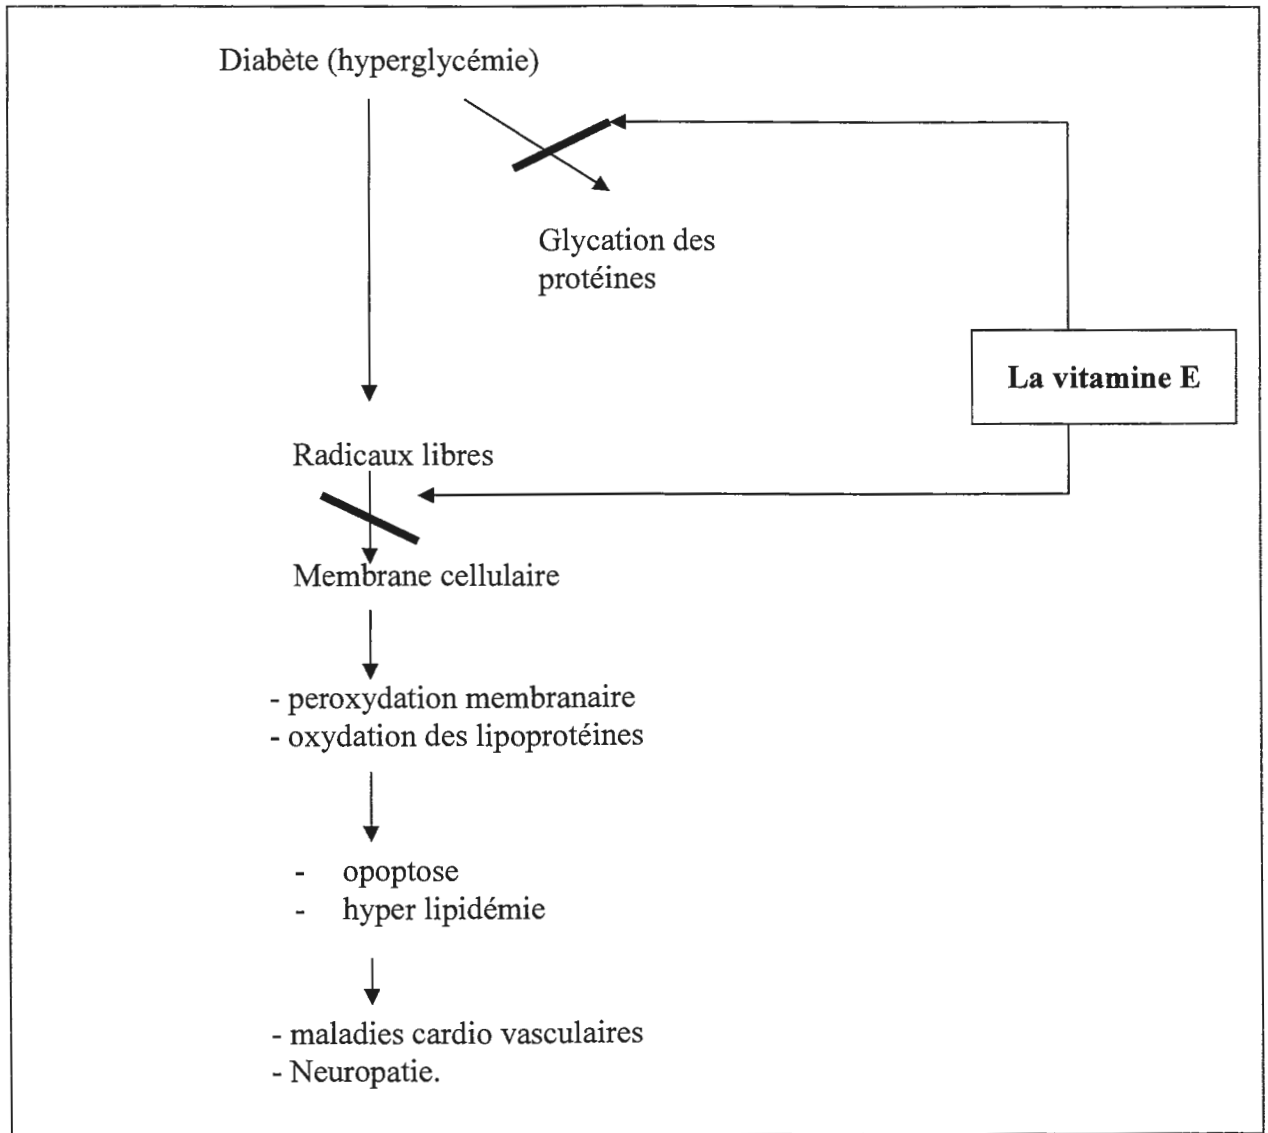 Diabète (hyperglycémie)
Glycation des
protéines
La vitamine E
Radicaux libres
Membrane cellulaire
- peroxydation membranaire
- oxydation des lipoprotéines
- opoptose
- hyper lipidémie
- maladies cardio vasculaires
- Neuropatie.